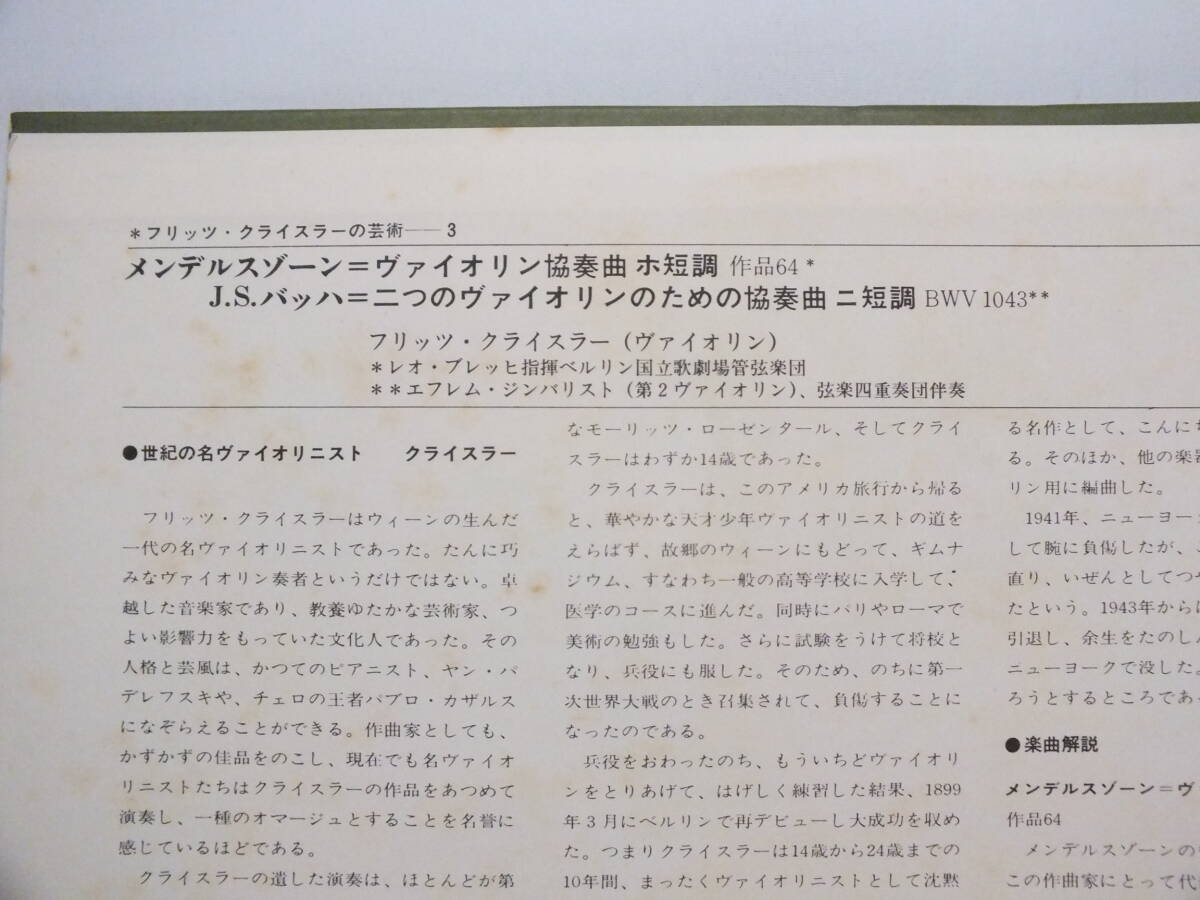 *フリッツ・クライスラーの芸術——3
メンデルスゾーン=ヴァイオリン協奏曲 ホ短調 作品64*
J.S.バッハ=二つのヴァイオリンのための協奏曲 ニ短調 BWV 1043**
フリッツ・クライスラー(ヴァイオリン)
*レオ・ブレッヒ指揮ベルリン国立歌劇場管弦楽団
**エフレム・ジンバリスト(第2ヴァイオリン)、弦楽四重奏団伴奏
●世紀の名ヴァイオリニスト クライスラー
フリッツ・クライスラーはウィーンの生んだ
一代の名ヴァイオリニストであった。たんに巧
みなヴァイオリン奏者というだけではない。卓
越した音楽家であり、教養ゆたかな芸術家、つ
よい影響力をもっていた文化人であった。その
人格と芸風は、かつてのピアニスト、ヤン・パ
デレフスキや、チェロの王者パブロ・カザルス
になぞらえることができる。作曲家としても、
かずかずの佳品をのこし、現在でも名ヴァイオ
リニストたちはクライスラーの作品をあつめて
演奏し、一種のオマージュとすることを名誉に
感じているほどである。
クライスラーの遺した演奏は、ほとんどが第
なモーリッツ・ローゼンタール、そしてクライ
スラーはわずか14歳であった。
クライスラーは、このアメリカ旅行から帰る
と、華やかな天才少年ヴァイオリニストの道を
えらばず、故郷のウィーンにもどって、ギムナ
ジウム、すなわち一般の高等学校に入学して、
医学のコースに進んだ。同時にパリやローマで
美術の勉強もした。さらに試験をうけて将校と
なり、兵役にも服した。そのため、のちに第一
次世界大戦のとき召集されて、負傷することに
なったのである。
兵役をおわったのち、もういちどヴァイオリ
ンをとりあげて、はげしく練習した結果、1899
年3月にベルリンで再デビューし大成功を収め
た。つまりクライスラーは14歳から24歳までの
10年間、まったくヴァイオリニストとして沈黙
る名作として、こんにち
る。そのほか、他の楽器
リン用に編曲した。
1941年、ニューヨー
して腕に負傷したが、
直り、いぜんとしてつや
たという。1943年から
引退し、余生をたのしん
ニューヨークで没した。
ろうとするところであ
●楽曲解説
メンデルスゾーン=ヴ
作品64
メンデルスゾーンの
この作曲家にとって代